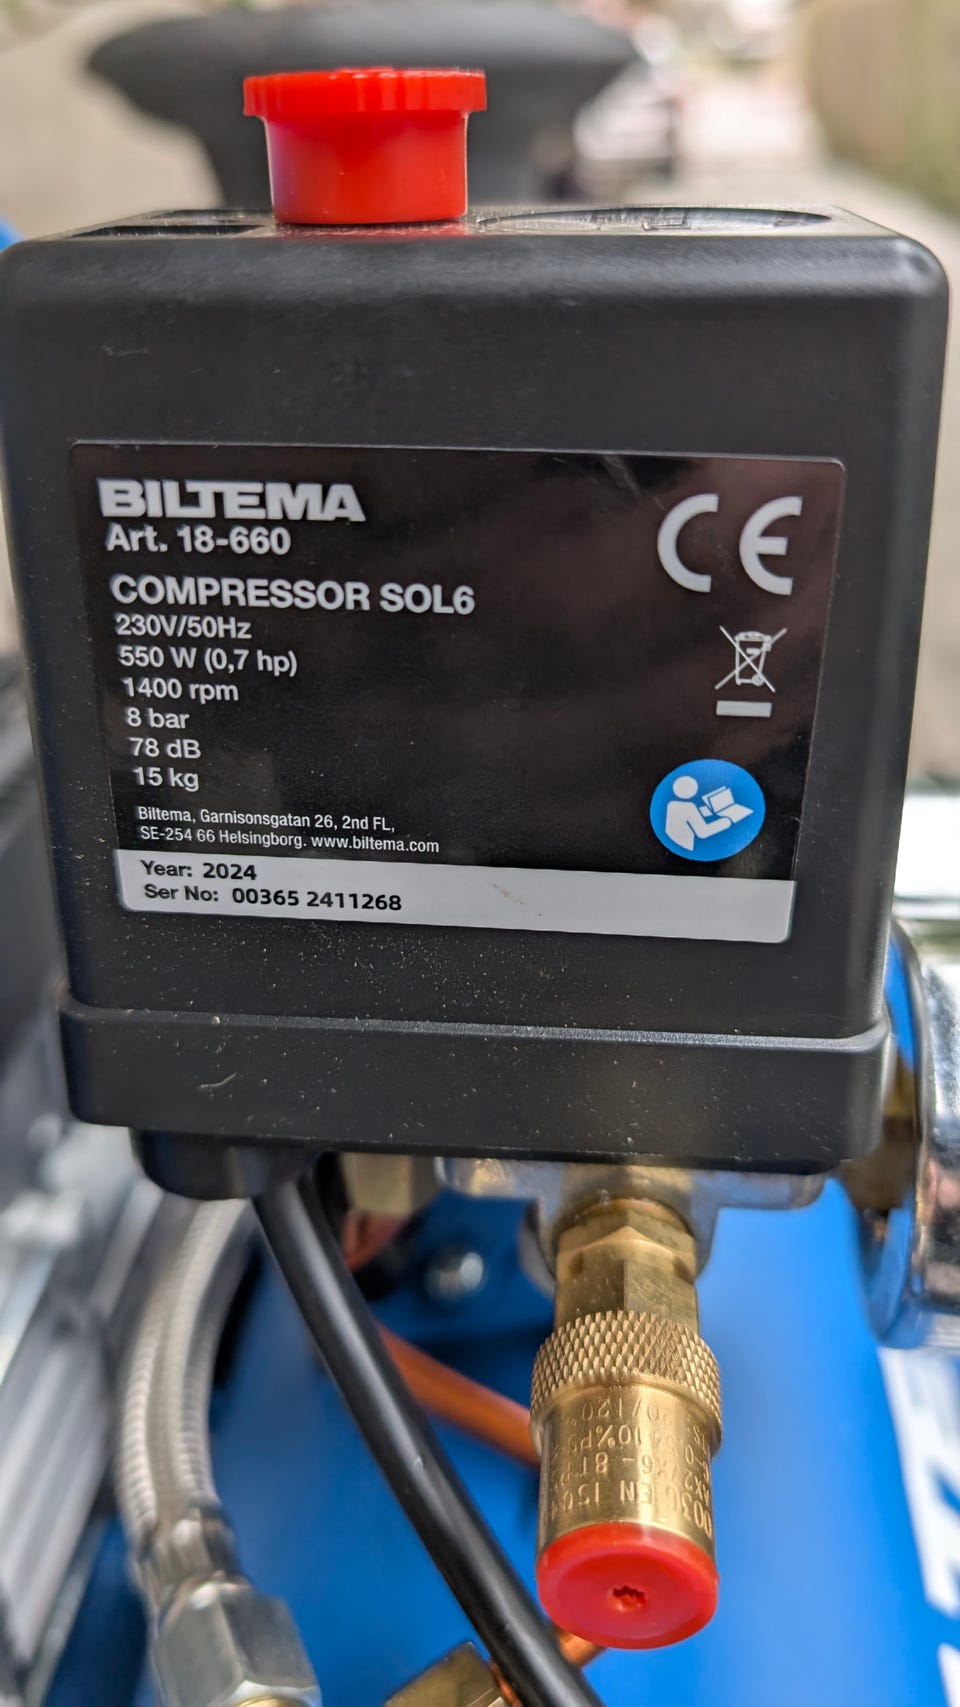 BILTEMA
Art. 18-660
COMPRESSOR SOL6
230V/50Hz
550 W (0,7 hp)
1400 rpm
8 bar
78 dB
15 kg
Biltema, Garnisonsgatan 26, 2nd FL,
SE-254 66 Helsingborg. www.biltema.com
Year: 2024
Ser No: 00365 2411268
CE